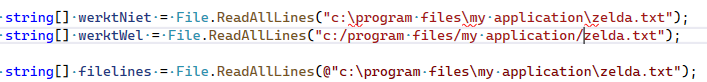 string[] werktNiet = File.ReadAllLines("c:\program files\my application\zelda.txt");
string[] werktWel = File.ReadAllLines("c:/program files/my application/zelda.txt");
string[] filelines = File.ReadAllLines(@"c:\program files\my application\zelda.txt");